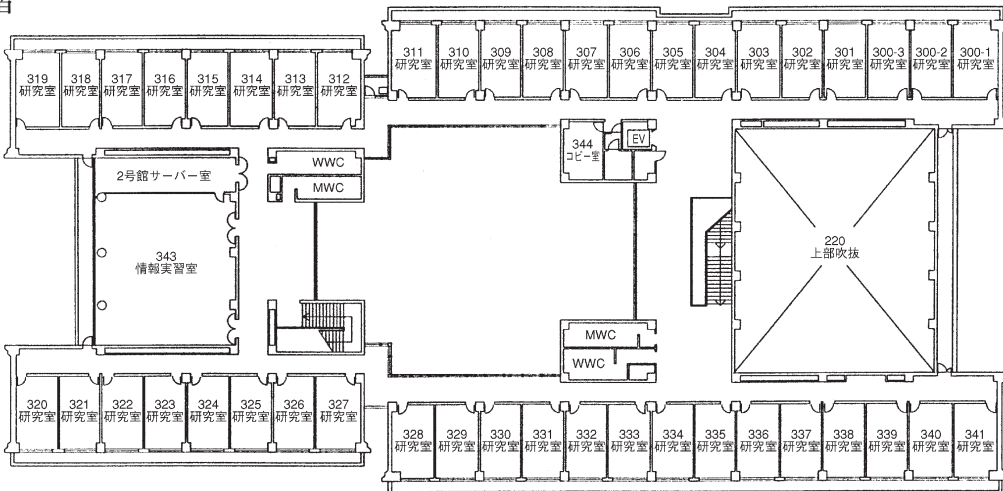 311 310 309 308 307 306 305 304 303 302 301 300-3 300-2 300-1
研究室 研究室 研究室 研究室 研究室 研究室 研究室 研究室 研究室 研究室 研究室 研究室 研究室 研究室
319 318 317 316 315 314 313 312
研究室 研究室 研究室 研究室 研究室 研究室 研究室 研究室
344
コピー室
EV
WWC
2号館サーバー室
MWC
343
情報実習室
220
上部吹抜
MWC
WWC
320 321 322 323 324 325 326 327
研究室 研究室 研究室 研究室 研究室 研究室 研究室 研究室
328 329 330 331 332 333 334 335 336 337 338 339 340 341
研究室 研究室 研究室 研究室 研究室 研究室 研究室 研究室 研究室 研究室 研究室 研究室 研究室 研究室